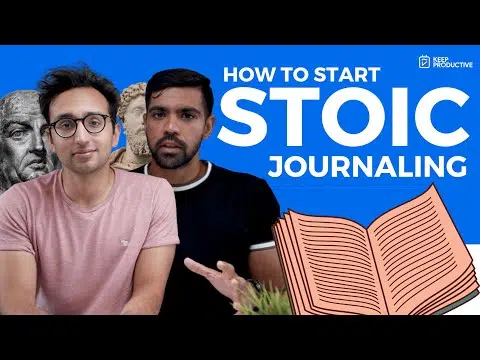 KEEP
PRODUCTIVE
HOW TO START
STOIC
JOURNALING